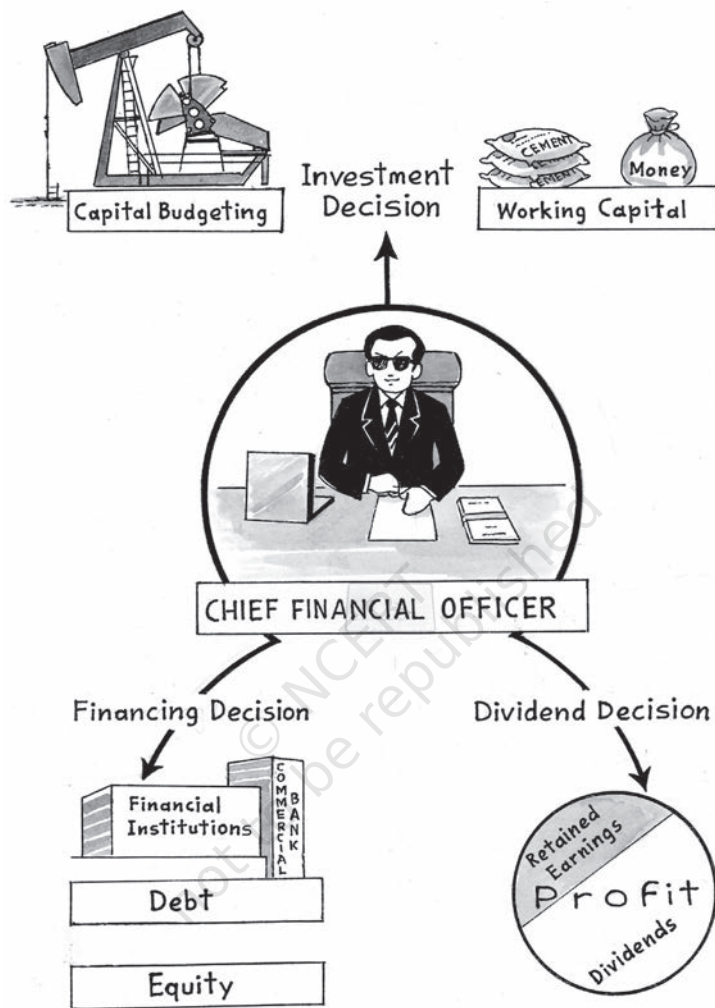 CEMENT
CEMENT
CEMENT
Money
Capital Budgeting
Investment
Decision
Working Capital
CHIEF FINANCIAL OFFICER
Financing Decision
Dividend Decision
Financial
Institutions
COMMERCIAL
BANK
Debt
Equity
Retained
Earnings
Profit
Dividends
© NCERT
not to be republished